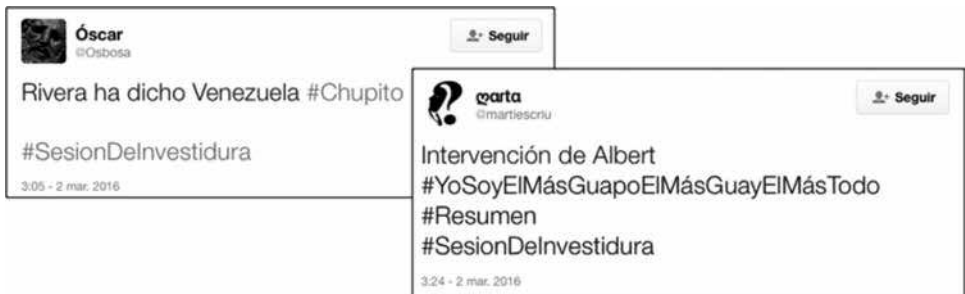 Óscar
@Osbosa
Seguir
Rivera ha dicho Venezuela #Chupito
#SesionDeInvestidura
3:05 - 2 mar. 2016
marta
@martiescriu
Seguir
Intervención de Albert
#YoSoyElMásGuapoElMásGuayElMásTodo
#Resumen
#SesionDeInvestidura
3:24 - 2 mar. 2016